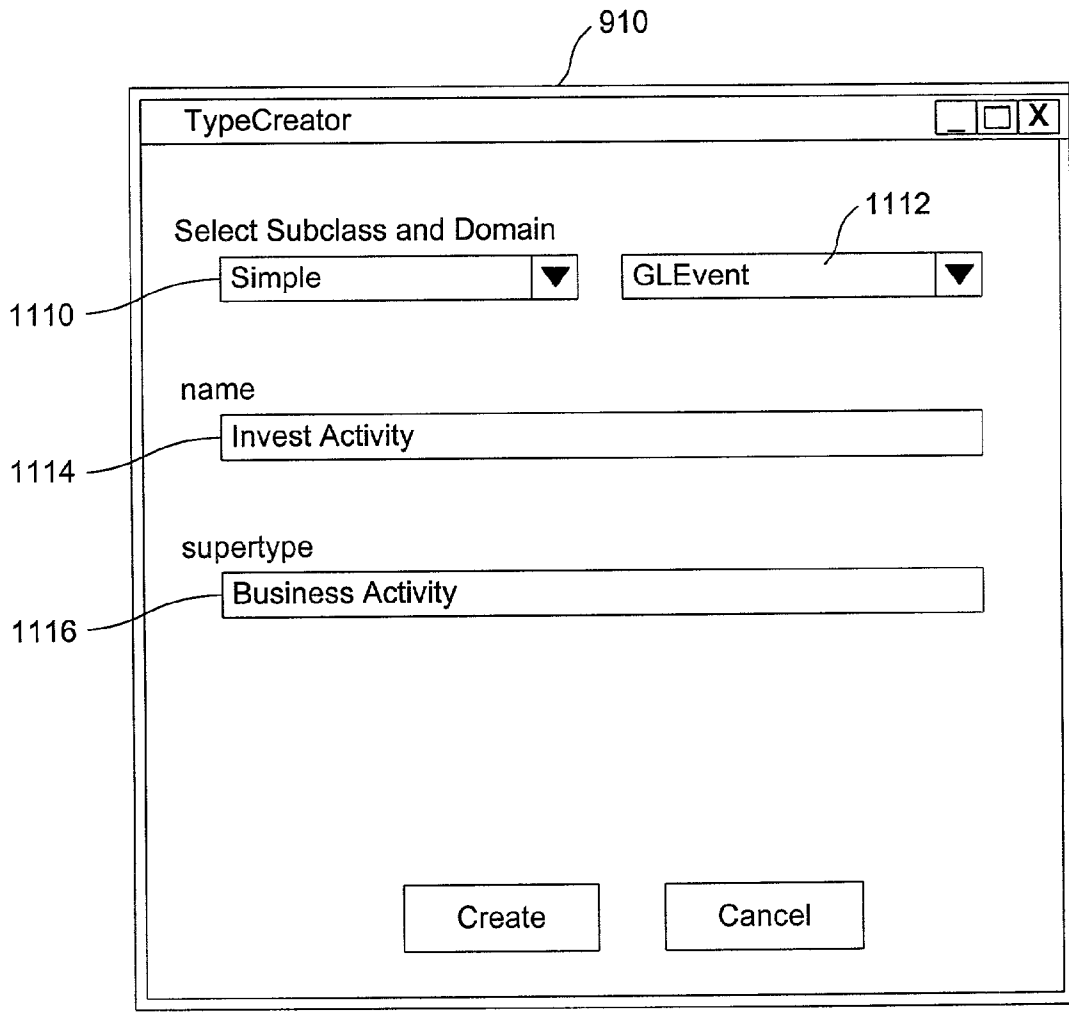 910
TypeCreator
_ X
1112
Select Subclass and Domain
Simple GLEvent
1110
name
Invest Activity
1114
supertype
Business Activity
1116
Create Cancel